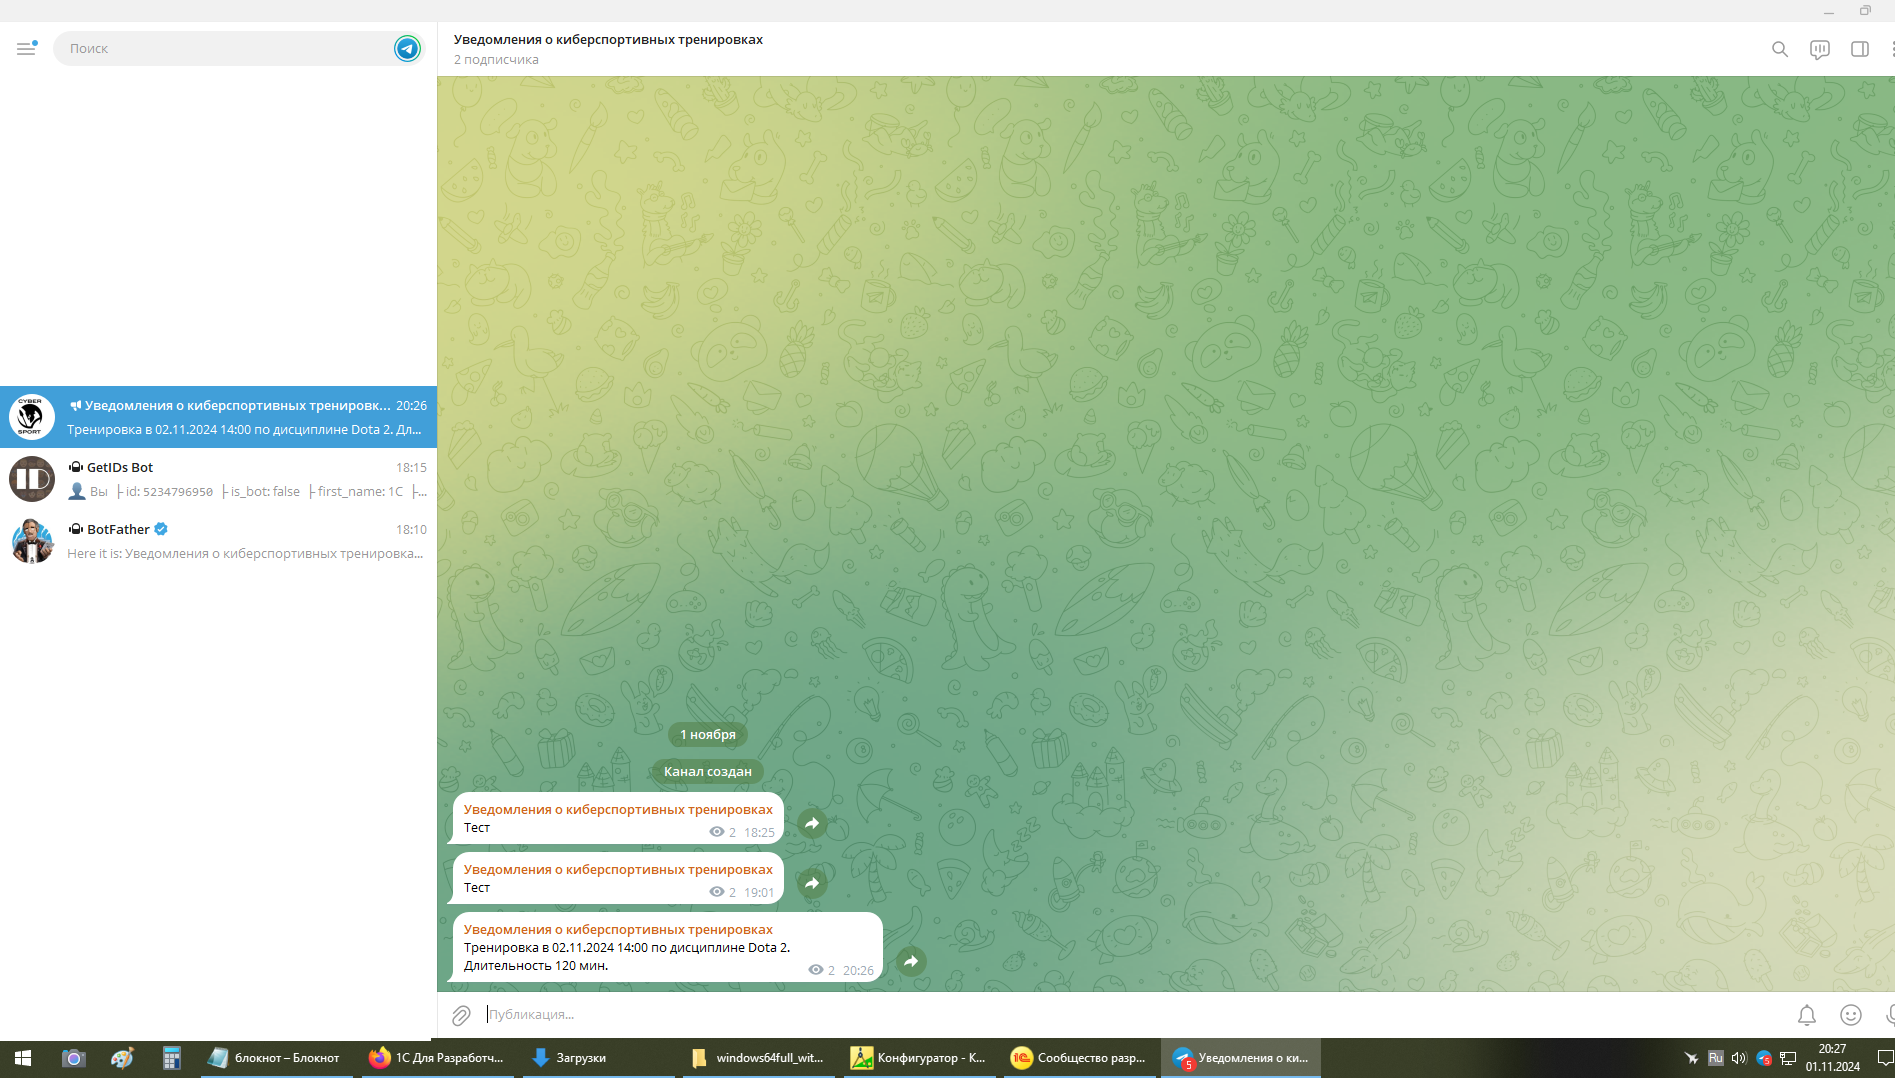 Поиск
Уведомления о киберспортивных тренировках
2 подписчика
CYBER
SPORT
Уведомления о киберспортивных тренировк... 20:26
Тренировка в 02.11.2024 14:00 по дисциплине Dota 2. Дл...
ID
GetIDs Bot 18:15
Вы ├ id: 5234796950 ├ is_bot: false ├ first_name: 1C ├...
BotFather 18:10
Here it is: Уведомления о киберспортивных тренировка...
1 ноября
Канал создан
Уведомления о киберспортивных тренировках
Тест
2 18:25
Уведомления о киберспортивных тренировках
Тест
2 19:01
Уведомления о киберспортивных тренировках
Тренировка в 02.11.2024 14:00 по дисциплине Dota 2.
Длительность 120 мин.
2 20:26
Публикация...
блокнот – Блокнот
1С Для Разработч...
Загрузки
windows64full_wit...
Конфигуратор - К...
Сообщество разр...
5
Уведомления о ки...
Ru
5
20:27
01.11.2024